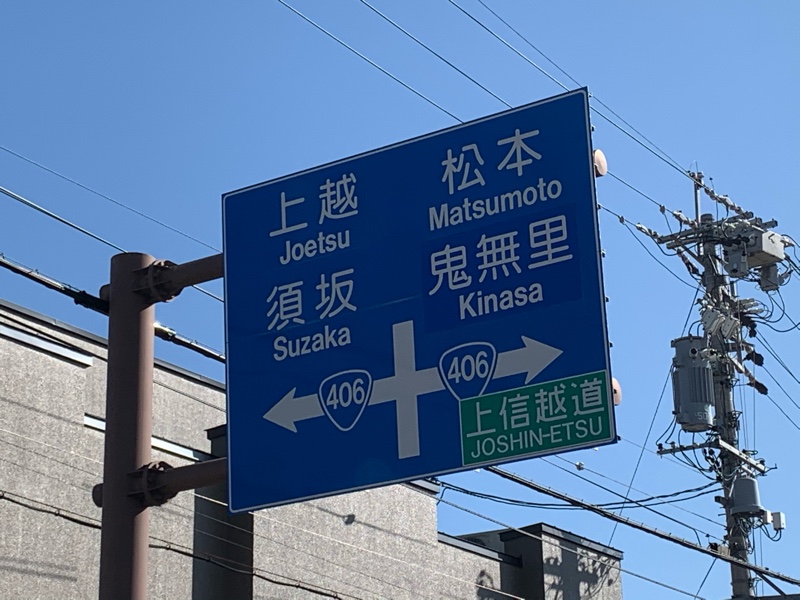 上越
Joetsu
須坂
Suzaka
松本
Matsumoto
鬼無里
Kinasa
406
406
上信越道
JOSHIN-ETSU